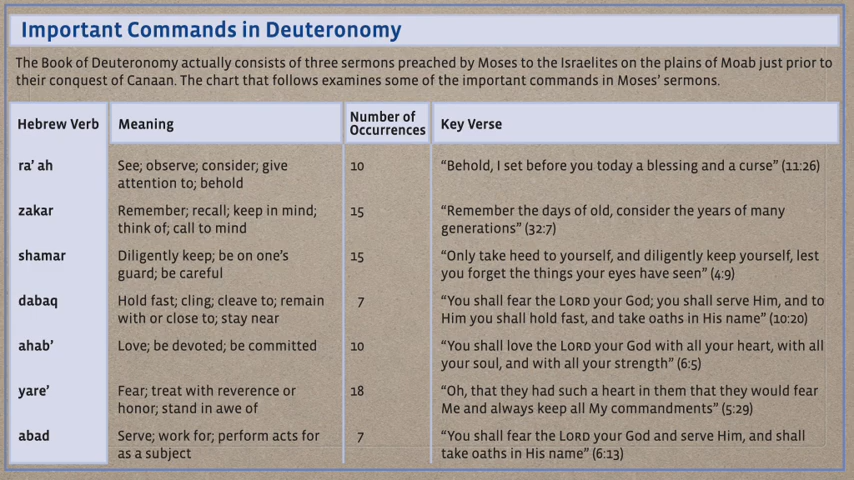 Important Commands in Deuteronomy
The Book of Deuteronomy actually consists of three sermons preached by Moses to the Israelites on the plains of Moab just prior to
their conquest of Canaan. The chart that follows examines some of the important commands in Moses' sermons.
Hebrew Verb Meaning Number of Occurrences Key Verse
ra' ah See; observe; consider; give 10 “Behold, I set before you today a blessing and a curse” (11:26)
attention to; behold
zakar Remember; recall; keep in mind; 15 “Remember the days of old, consider the years of many
think of; call to mind generations” (32:7)
shamar Diligently keep; be on one's 15 “Only take heed to yourself, and diligently keep yourself, lest
guard; be careful you forget the things your eyes have seen” (4:9)
dabaq Hold fast; cling; cleave to; remain 7 “You shall fear the LORD your God; you shall serve Him, and to
with or close to; stay near Him you shall hold fast, and take oaths in His name” (10:20)
ahab' Love; be devoted; be committed 10 “You shall love the LORD your God with all your heart, with all
your soul, and with all your strength” (6:5)
yare' Fear; treat with reverence or 18 “Oh, that they had such a heart in them that they would fear
honor; stand in awe of Me and always keep all My commandments” (5:29)
abad Serve; work for; perform acts for 7 “You shall fear the LORD your God and serve Him, and shall
as a subject take oaths in His name” (6:13)